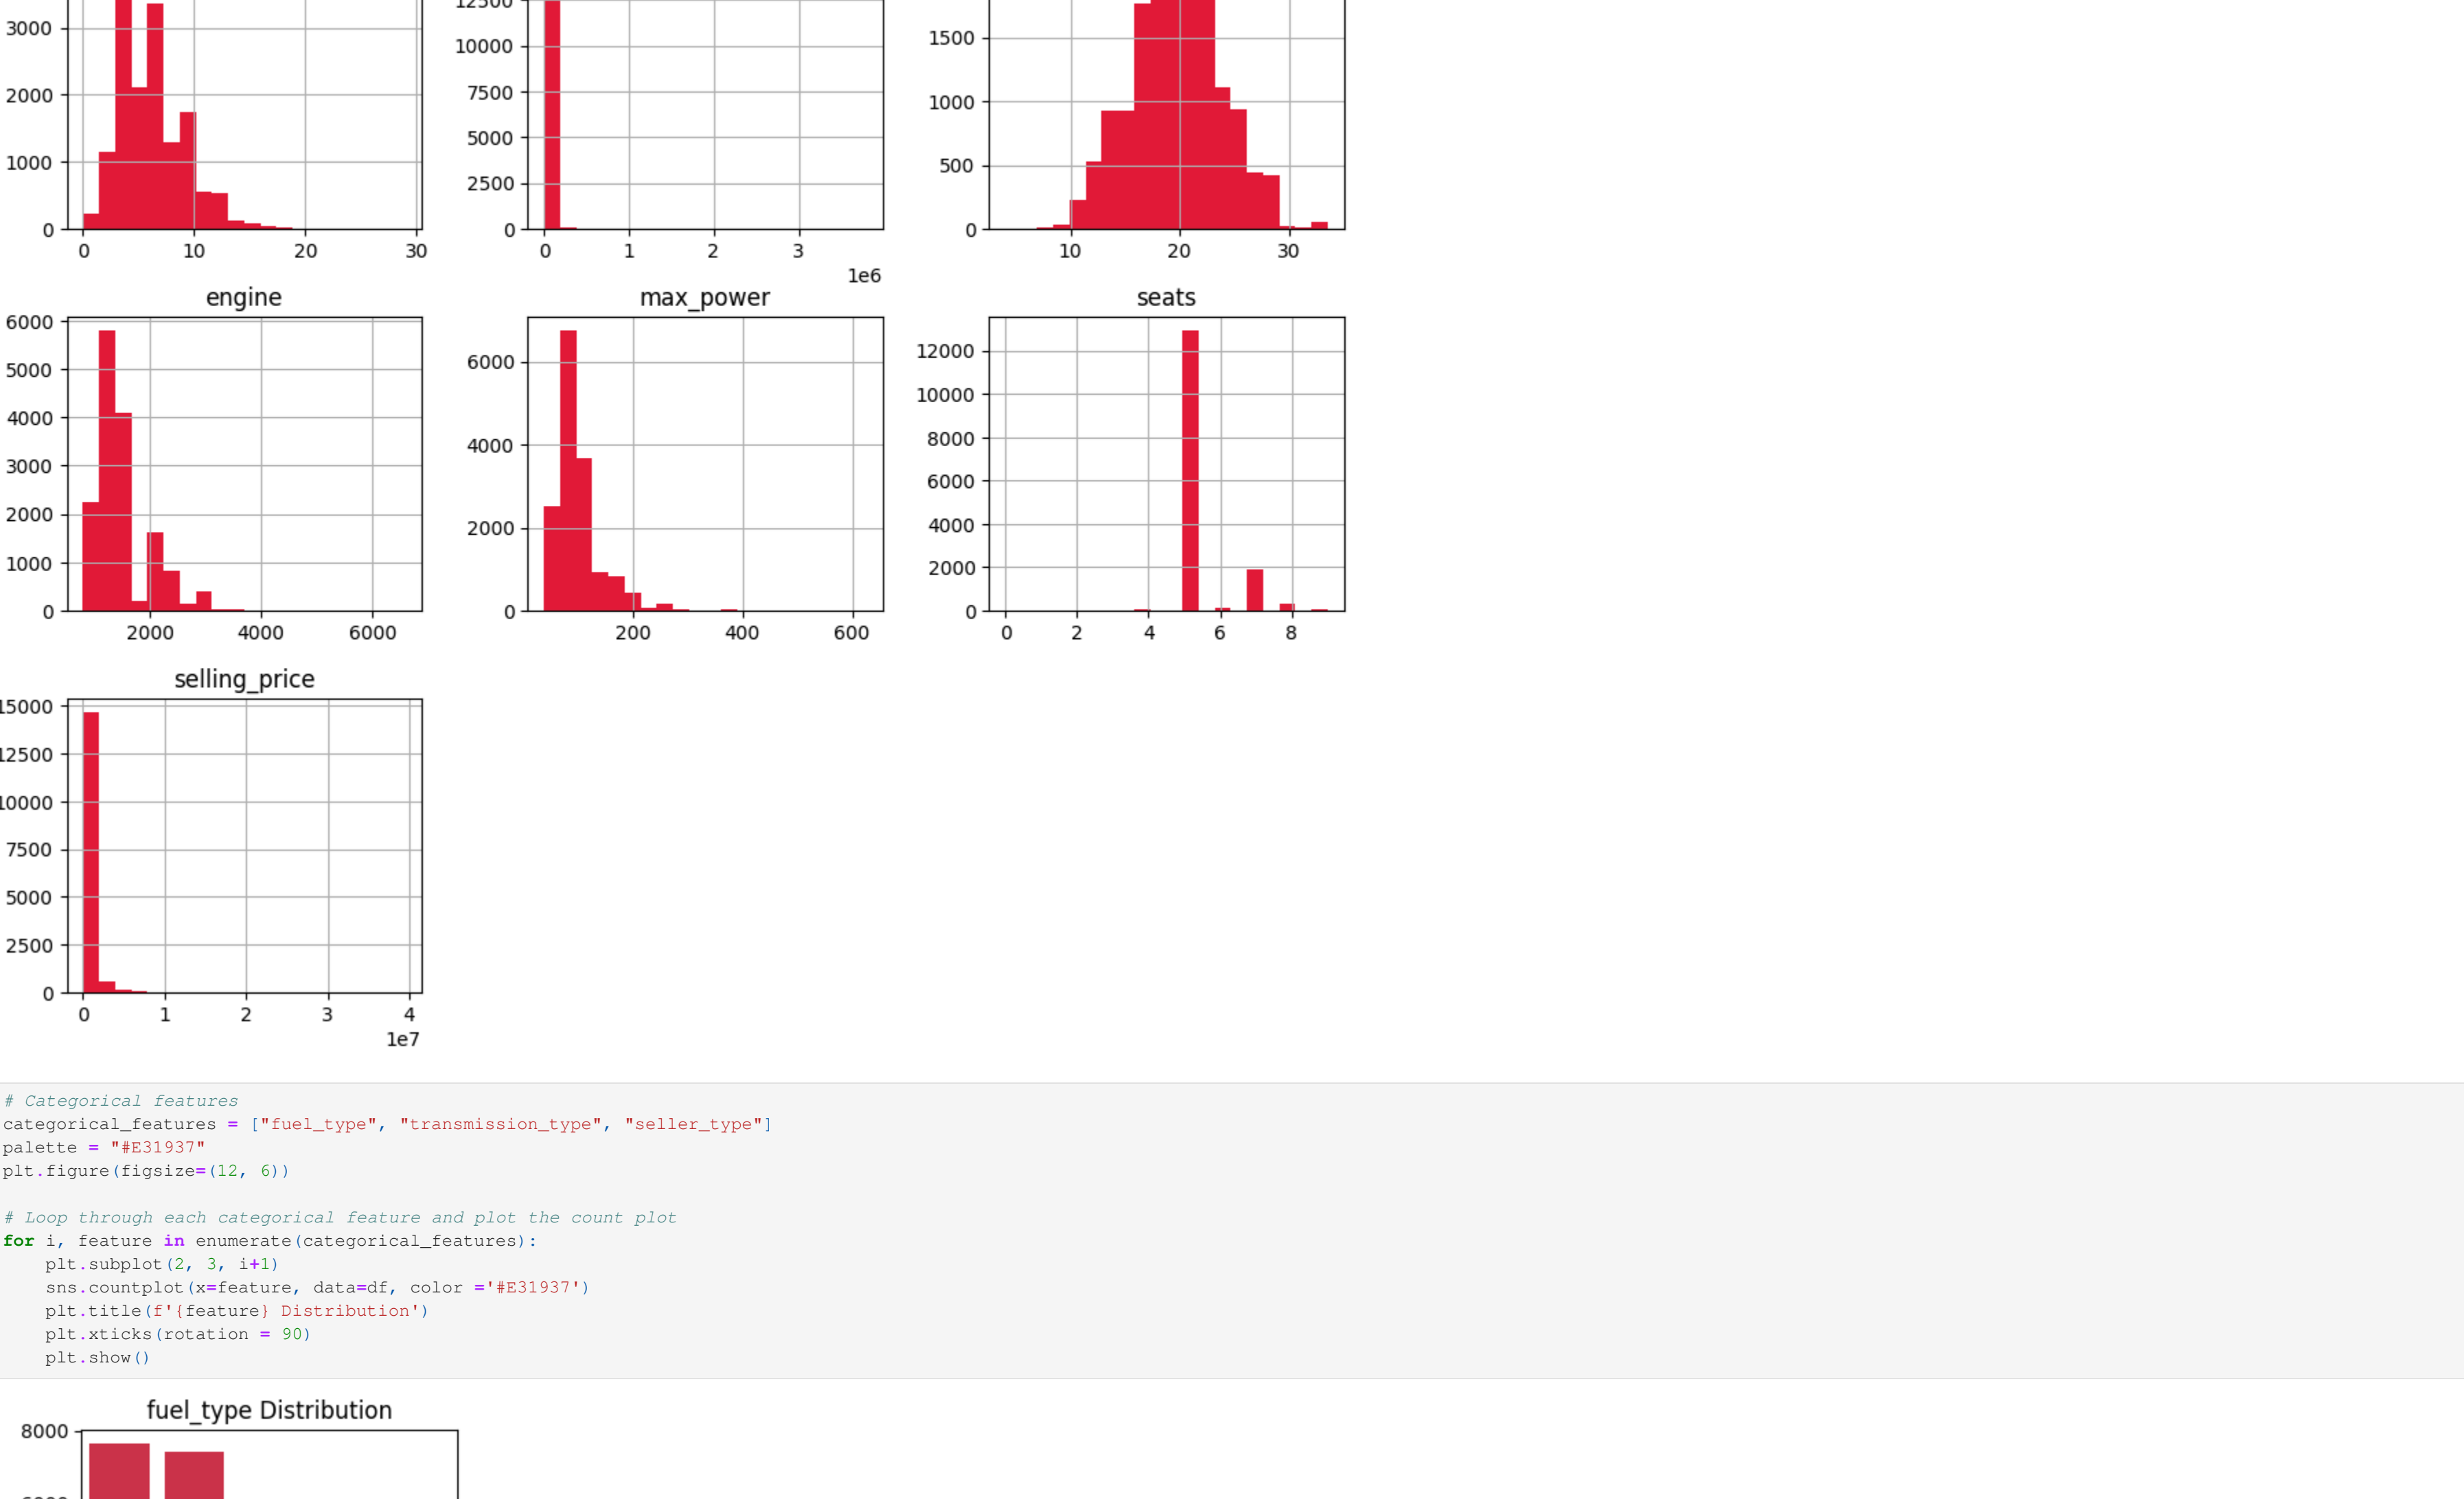 3000
2000
1000
0
0 10 20 30
12500
10000
7500
5000
2500
0
0 1 2 3
1e6
1500
1000
500
0
10 20 30
engine
6000
5000
4000
3000
2000
1000
0
2000 4000 6000
max_power
6000
4000
2000
0
200 400 600
seats
12000
10000
8000
6000
4000
2000
0
0 2 4 6 8
selling_price
15000
12500
10000
7500
5000
2500
0
0 1 2 3 4
1e7
# Categorical features
categorical_features = ["fuel_type", "transmission_type", "seller_type"]
palette = "#E31937"
plt.figure(figsize=(12, 6))
# Loop through each categorical feature and plot the count plot
for i, feature in enumerate(categorical_features):
    plt.subplot(2, 3, i+1)
    sns.countplot(x=feature, data=df, color ='#E31937')
    plt.title(f'{feature} Distribution')
    plt.xticks(rotation = 90)
    plt.show()
fuel_type Distribution
8000